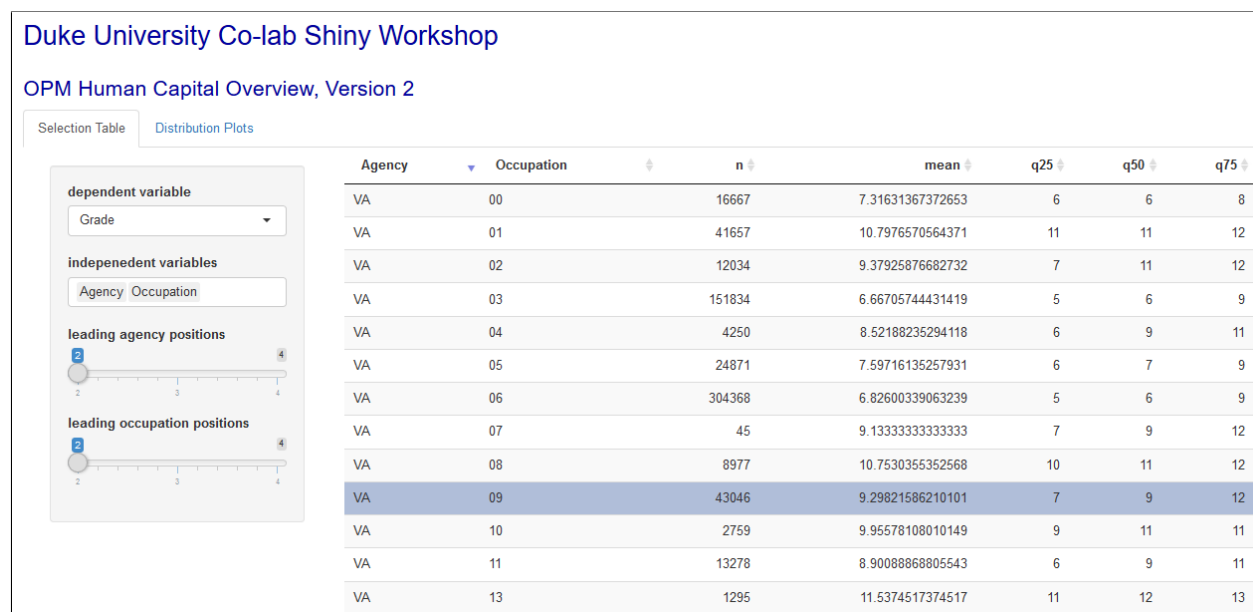 Duke University Co-lab Shiny Workshop
OPM Human Capital Overview, Version 2
Selection Table Distribution Plots
dependent variable
Grade
indepenedent variables
Agency Occupation
leading agency positions
2 4
2 3 4
leading occupation positions
2 4
2 3 4
Agency Occupation n mean q25 q50 q75
VA 00 16667 7.31631367372653 6 6 8
VA 01 41657 10.7976570564371 11 11 12
VA 02 12034 9.37925876682732 7 11 12
VA 03 151834 6.66705744431419 5 6 9
VA 04 4250 8.52188235294118 6 9 11
VA 05 24871 7.59716135257931 6 7 9
VA 06 304368 6.82600339063239 5 6 9
VA 07 45 9.13333333333333 7 9 12
VA 08 8977 10.7530355352568 10 11 12
VA 09 43046 9.29821586210101 7 9 12
VA 10 2759 9.95578108010149 9 11 11
VA 11 13278 8.90088868805543 6 9 11
VA 13 1295 11.5374517374517 11 12 13